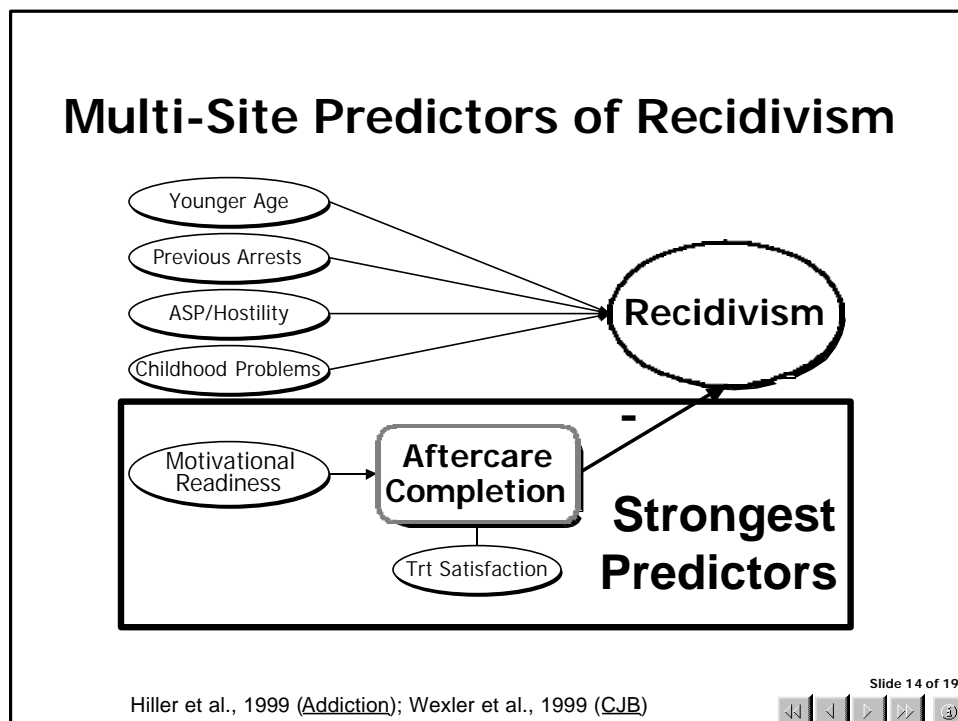 Multi-Site Predictors of Recidivism
Younger Age
Previous Arrests
ASP/Hostility
Childhood Problems
Recidivism
-
Motivational
Readiness
Aftercare
Completion
Trt Satisfaction
Strongest
Predictors
Hiller et al., 1999 (Addiction); Wexler et al., 1999 (CJB)
Slide 14 of 19